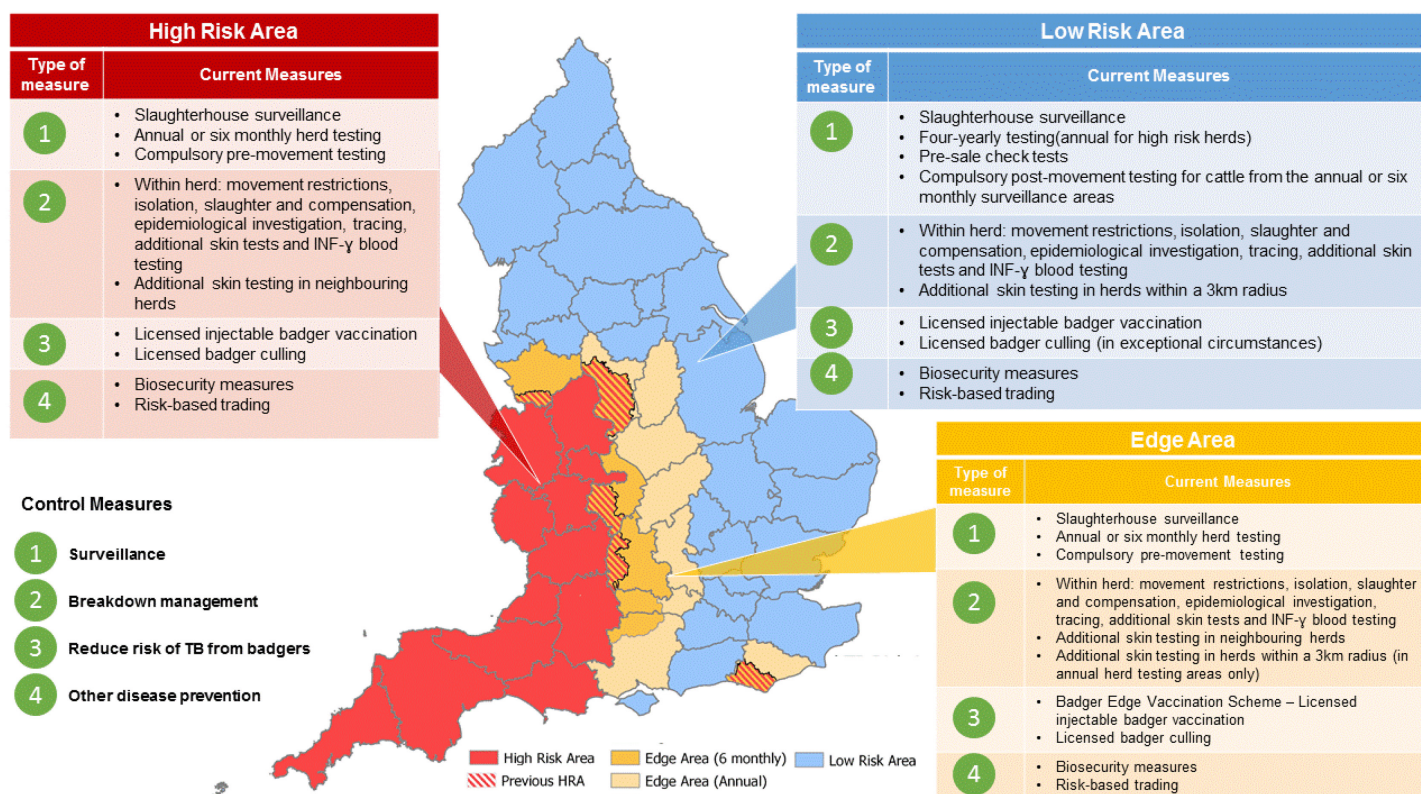 High Risk Area
Type of
measure
Current Measures
1
• Slaughterhouse surveillance
• Annual or six monthly herd testing
• Compulsory pre-movement testing
2
• Within herd: movement restrictions,
isolation, slaughter and compensation,
epidemiological investigation, tracing,
additional skin tests and INF-ɣ blood
testing
• Additional skin testing in neighbouring
herds
3
• Licensed injectable badger vaccination
• Licensed badger culling
4
• Biosecurity measures
• Risk-based trading
Low Risk Area
Type of
measure
Current Measures
1
• Slaughterhouse surveillance
• Four-yearly testing(annual for high risk herds)
• Pre-sale check tests
• Compulsory post-movement testing for cattle from the annual or six
monthly surveillance areas
2
• Within herd: movement restrictions, isolation, slaughter and
compensation, epidemiological investigation, tracing, additional skin
tests and INF-ɣ blood testing
• Additional skin testing in herds within a 3km radius
3
• Licensed injectable badger vaccination
• Licensed badger culling (in exceptional circumstances)
4
• Biosecurity measures
• Risk-based trading
Edge Area
Type of
measure
Current Measures
1
• Slaughterhouse surveillance
• Annual or six monthly herd testing
• Compulsory pre-movement testing
2
• Within herd: movement restrictions, isolation, slaughter
and compensation, epidemiological investigation,
tracing, additional skin tests and INF-ɣ blood testing
• Additional skin testing in neighbouring herds
• Additional skin testing in herds within a 3km radius (in
annual herd testing areas only)
3
• Badger Edge Vaccination Scheme – Licensed
injectable badger vaccination
• Licensed badger culling
4
• Biosecurity measures
• Risk-based trading
Control Measures
1 Surveillance
2 Breakdown management
3 Reduce risk of TB from badgers
4 Other disease prevention
High Risk Area
Edge Area (6 monthly)
Low Risk Area
Previous HRA
Edge Area (Annual)